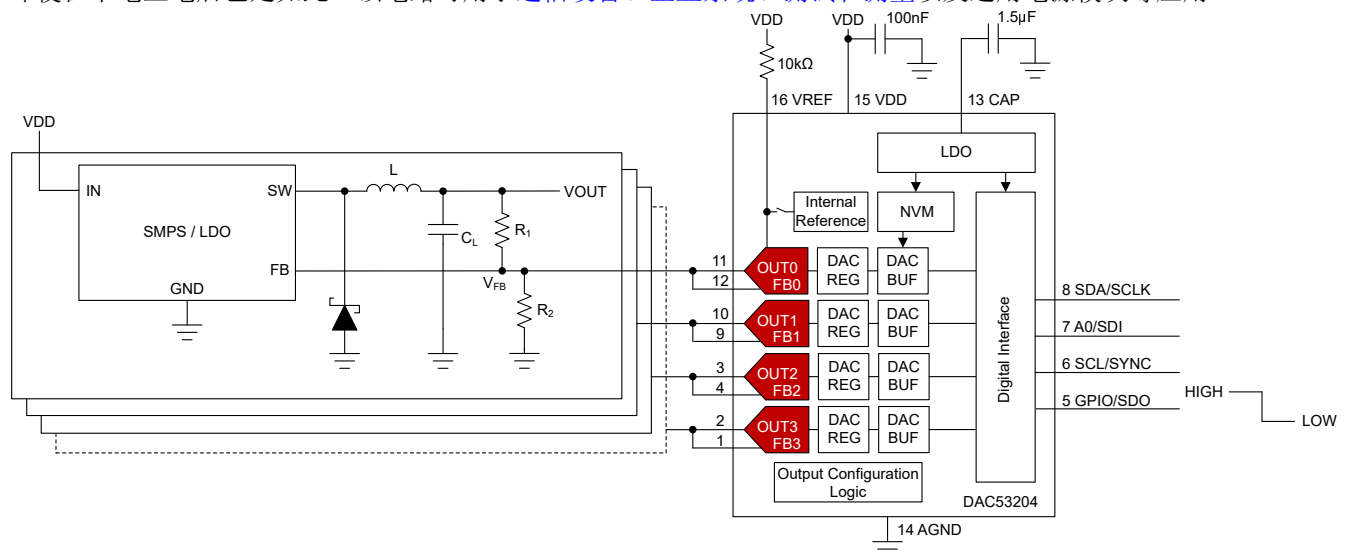 VDD
VDD
100nF
1.5µF
10kΩ
16 VREF
15 VDD
13 CAP
VDD
LDO
IN
SW
L
VOUT
Internal
Reference
NVM
SMPS / LDO
CL
R1
FB
VFB
GND
R2
11
12
OUT0
FB0
DAC
REG
DAC
BUF
10
9
OUT1
FB1
DAC
REG
DAC
BUF
3
4
OUT2
FB2
DAC
REG
DAC
BUF
2
1
OUT3
FB3
DAC
REG
DAC
BUF
Digital Interface
8 SDA/SCLK
7 A0/SDI
6 SCL/SYNC
5 GPIO/SDO
HIGH
LOW
Output Configuration
Logic
DAC53204
14 AGND